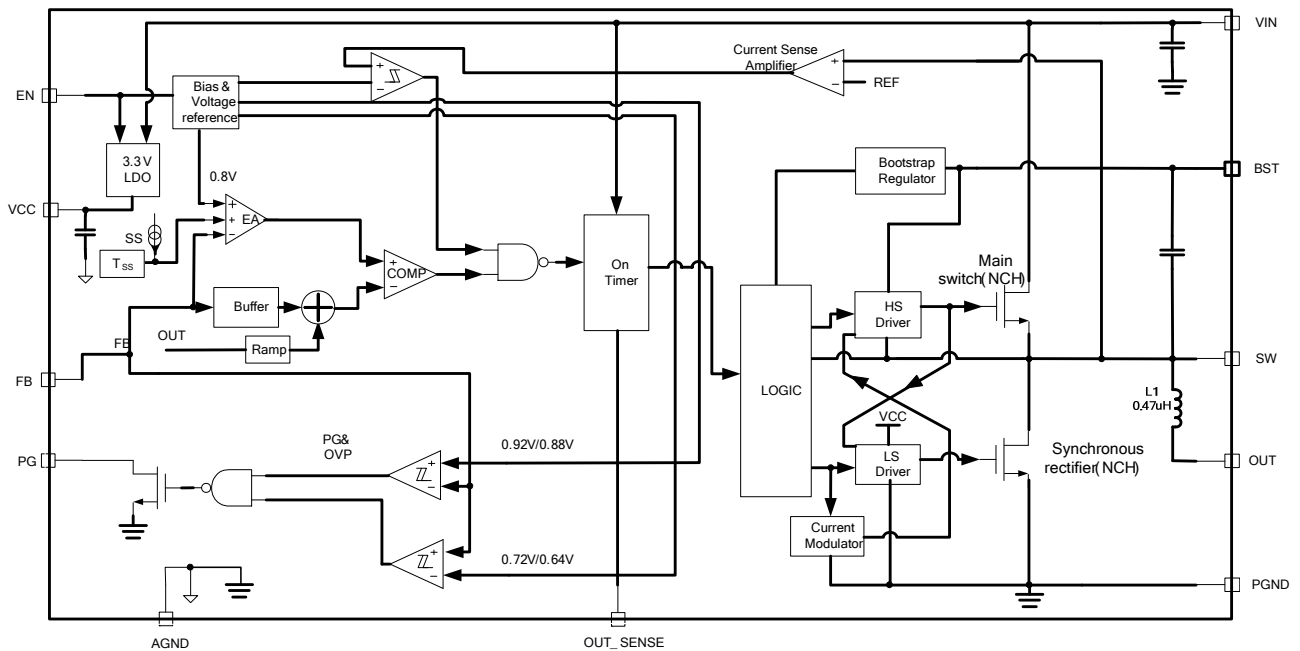 VIN
Current Sense
Amplifier
+
−
REF
+
−
EN
Bias &
Voltage
reference
3.3 V
LDO
0.8V
VCC
SS
TSS
+
+
−
EA
+
−
COMP
On
Timer
Bootstrap
Regulator
BST
Main
switch(NCH)
HS
Driver
Buffer
OUT
Ramp
FB
FB
SW
LOGIC
L1
0.47uH
VCC
LS
Driver
Synchronous
rectifier(NCH)
OUT
PG&
OVP
0.92V/0.88V
+
−
PG
Current
Modulator
0.72V/0.64V
+
−
PGND
AGND
OUT_SENSE